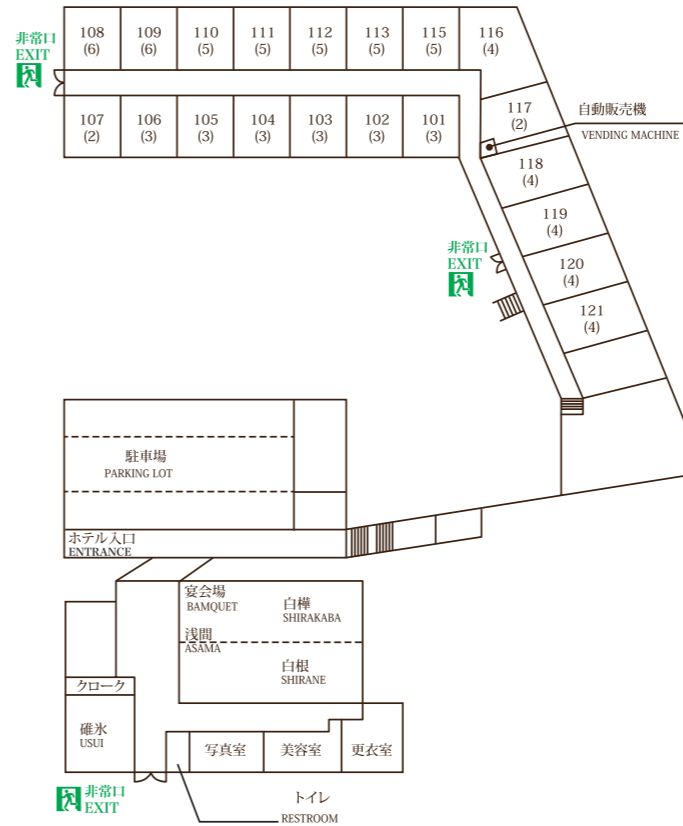 非常口
EXIT
108
(6)
109
(6)
110
(5)
111
(5)
112
(5)
113
(5)
115
(5)
116
(4)
107
(2)
106
(3)
105
(3)
104
(3)
103
(3)
102
(3)
101
(3)
117
(2)
自動販売機
VENDING MACHINE
118
(4)
119
(4)
非常口
EXIT
120
(4)
121
(4)
駐車場
PARKING LOT
ホテル入口
ENTRANCE
宴会場
BAMQUET
白樺
SHIRAKABA
浅間
ASAMA
白根
SHIRANE
クローク
碓氷
USUI
写真室
美容室
更衣室
非常口
EXIT
トイレ
RESTROOM